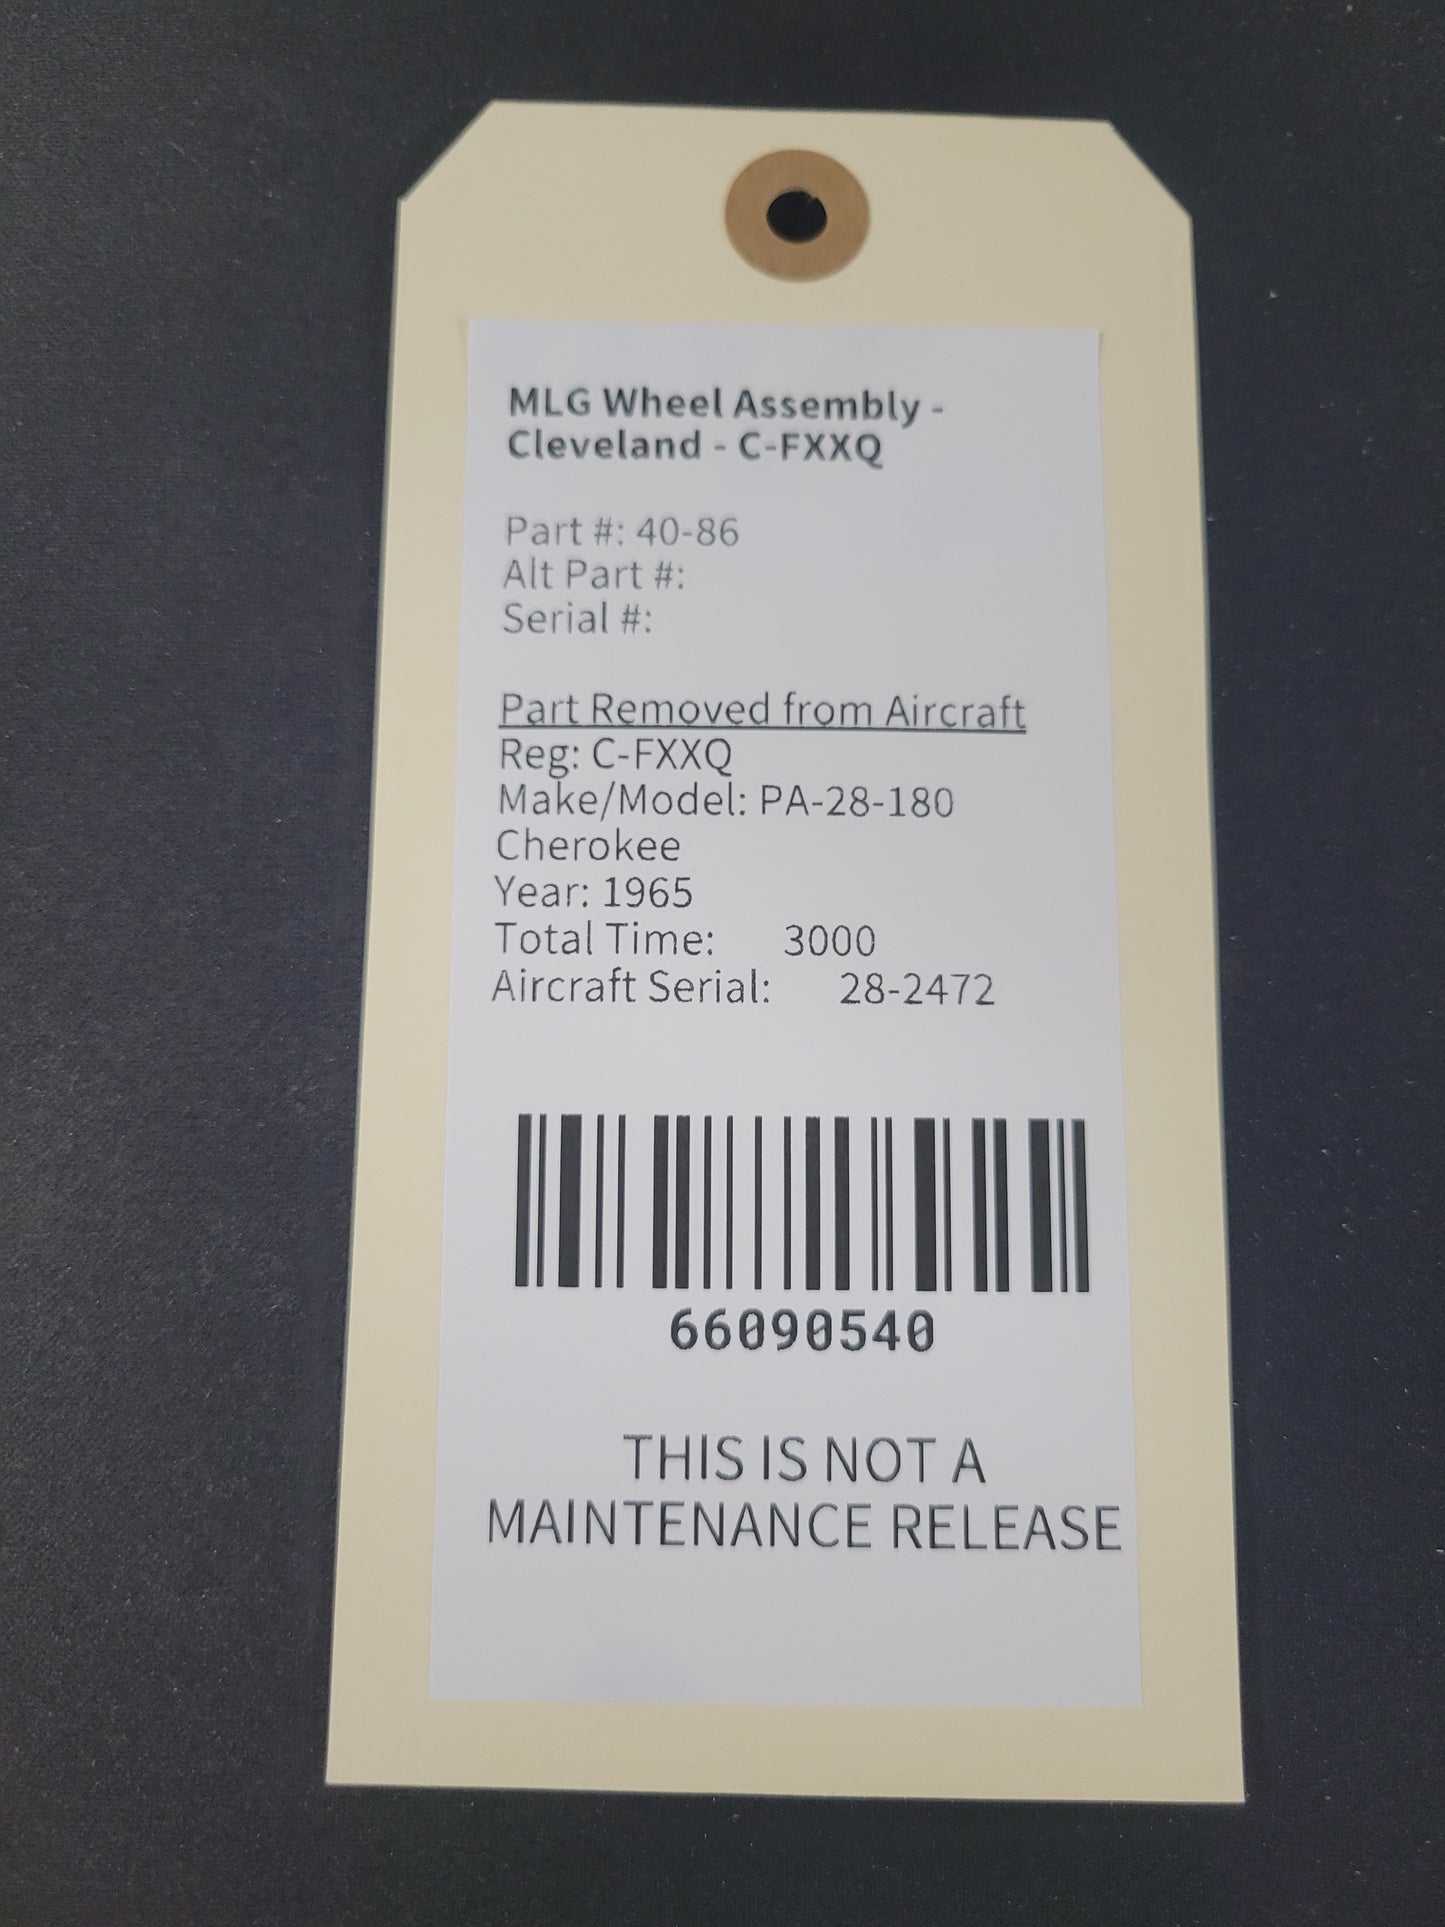 MLG Wheel Assembly -
Cleveland - C-FXXQ
Part #: 40-86
Alt Part #:
Serial #:
Part Removed from Aircraft
Reg: C-FXXQ
Make/Model: PA-28-180
Cherokee
Year: 1965
Total Time: 3000
Aircraft Serial: 28-2472
66090540
THIS IS NOT A
MAINTENANCE RELEASE